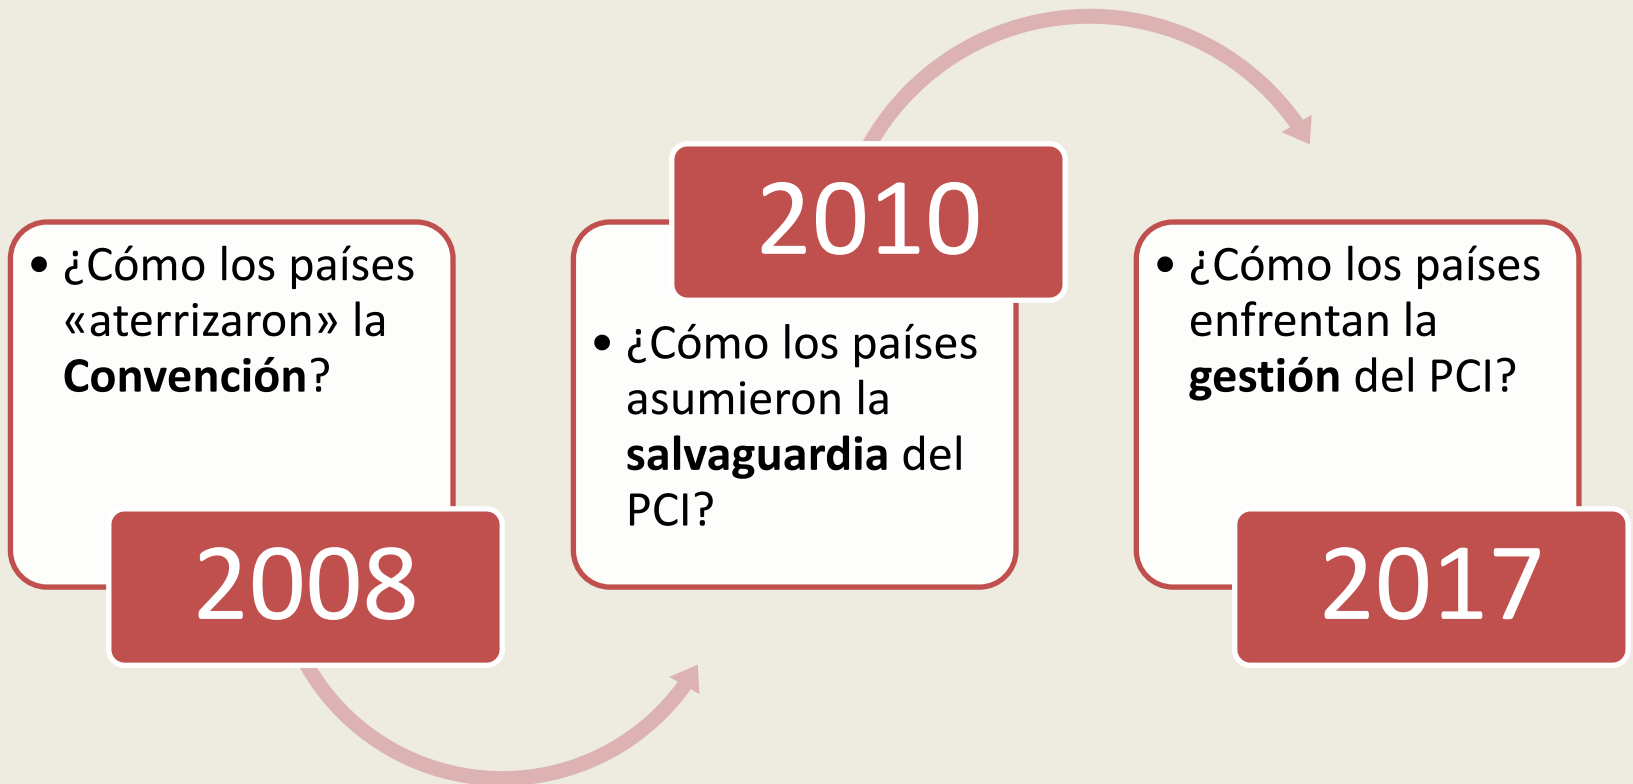 • ¿Cómo los países
«aterrizaron» la
Convención?
2008
2010
• ¿Cómo los países
asumieron la
salvaguardia del
PCI?
• ¿Cómo los países
enfrentan la
gestión del PCI?
2017